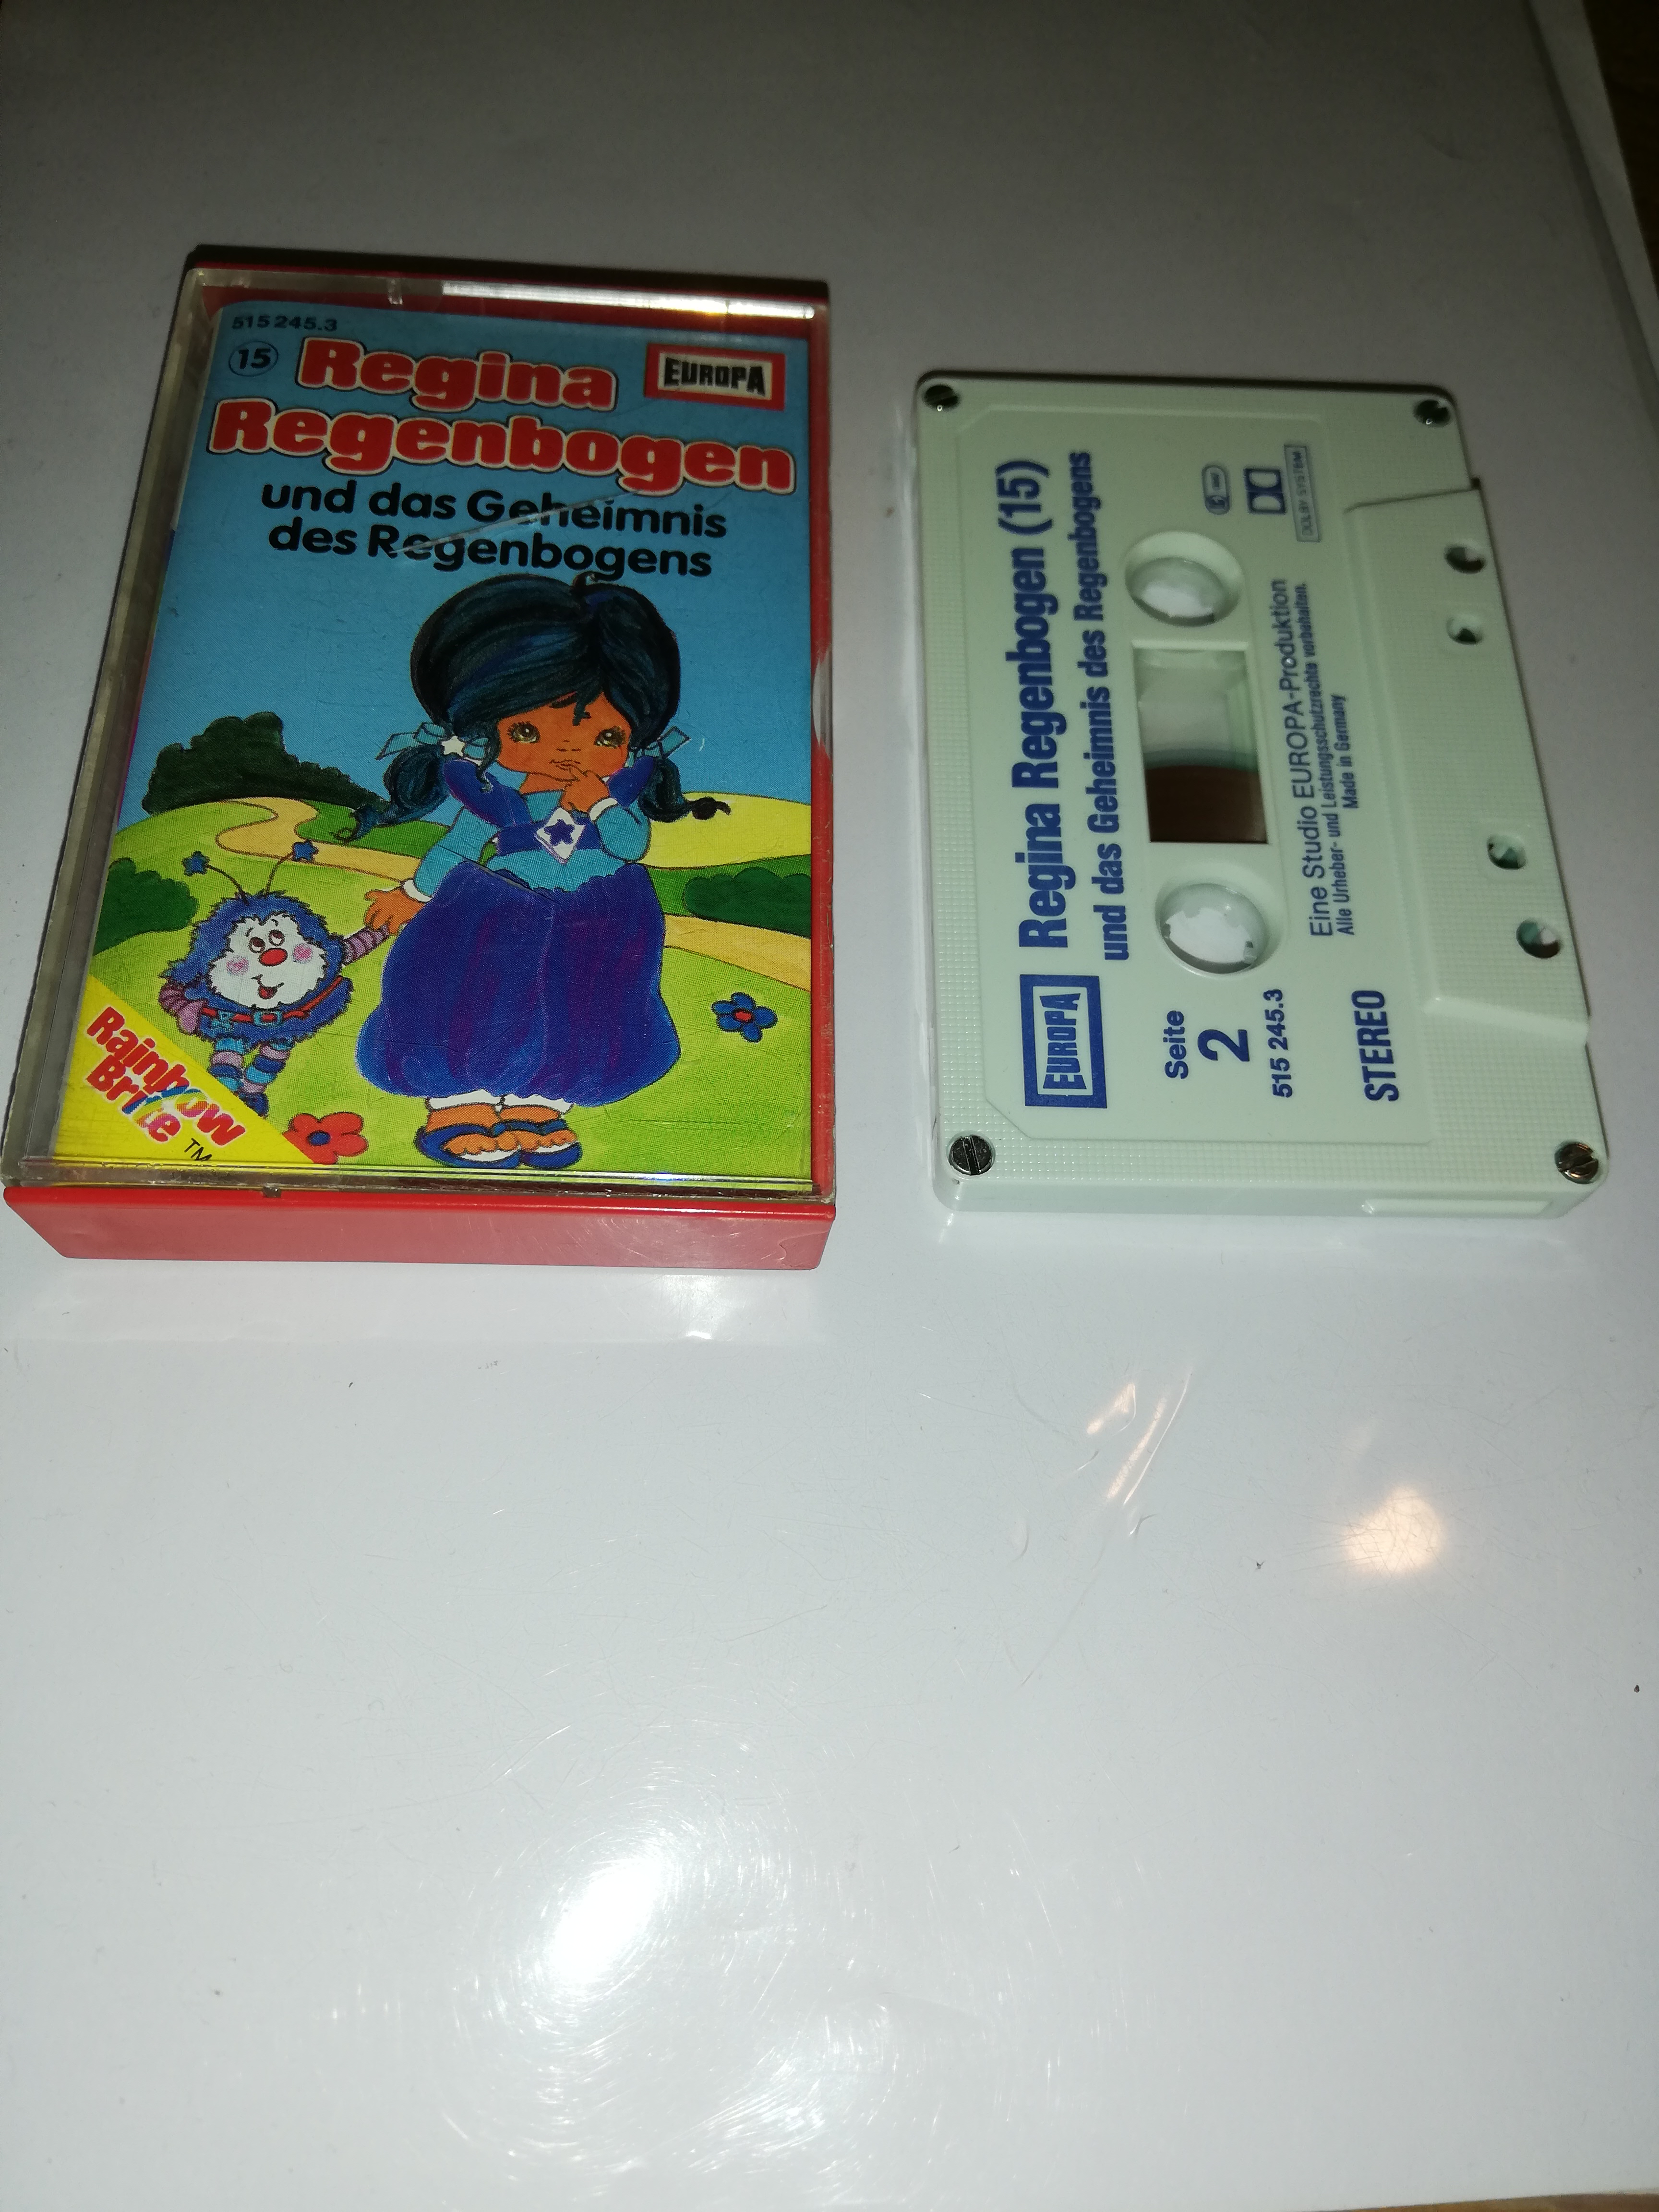 515 245.3
15
Regina
EUROPA
Regenbogen
und das Geheimnis
des Regenbogens
Rainbow
Brite
TM
EUROPA
Regina Regenbogen (15)
und das Geheimnis des Regenbogens
Seite
2
515 245.3
STEREO
DOLBY SYSTEM
Eine Studio EUROPA-Produktion
Alle Urheber- und Leistungsschutzrechte vorbehalten.
Made in Germany